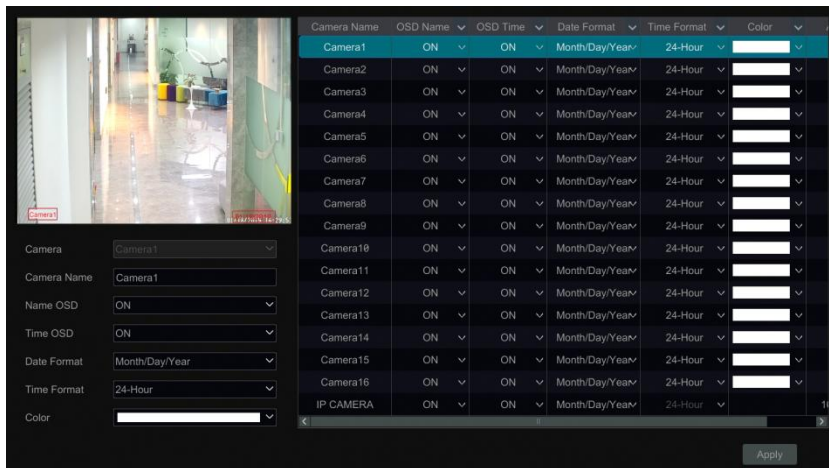 Camera Name OSD Name OSD Time Date Format Time Format Color
Camera1 ON ON Month/Day/Year 24-Hour
Camera2 ON ON Month/Day/Year 24-Hour
Camera3 ON ON Month/Day/Year 24-Hour
Camera4 ON ON Month/Day/Year 24-Hour
Camera5 ON ON Month/Day/Year 24-Hour
Camera6 ON ON Month/Day/Year 24-Hour
Camera7 ON ON Month/Day/Year 24-Hour
Camera8 ON ON Month/Day/Year 24-Hour
Camera9 ON ON Month/Day/Year 24-Hour
Camera10 ON ON Month/Day/Year 24-Hour
Camera11 ON ON Month/Day/Year 24-Hour
Camera12 ON ON Month/Day/Year 24-Hour
Camera13 ON ON Month/Day/Year 24-Hour
Camera14 ON ON Month/Day/Year 24-Hour
Camera15 ON ON Month/Day/Year 24-Hour
Camera16 ON ON Month/Day/Year 24-Hour
IP CAMERA ON ON Month/Day/Year 24-Hour
Camera1
Camera Camera1
Camera Name Camera1
Name OSD ON
Time OSD ON
Date Format Month/Day/Year
Time Format 24-Hour
Color
Apply